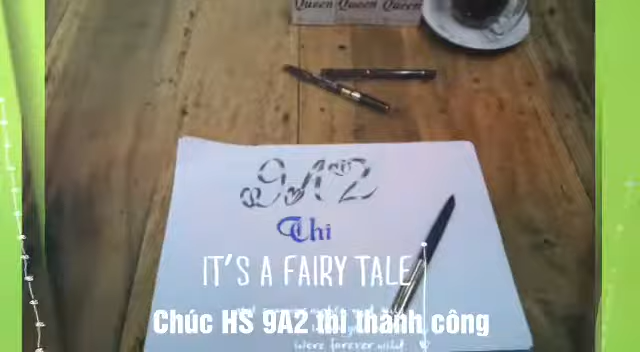 Queen Queen Queen
9A2
Thi
IT'S A FAIRY TALE
Chúc HS 9A2 thi thành công
were forever wild